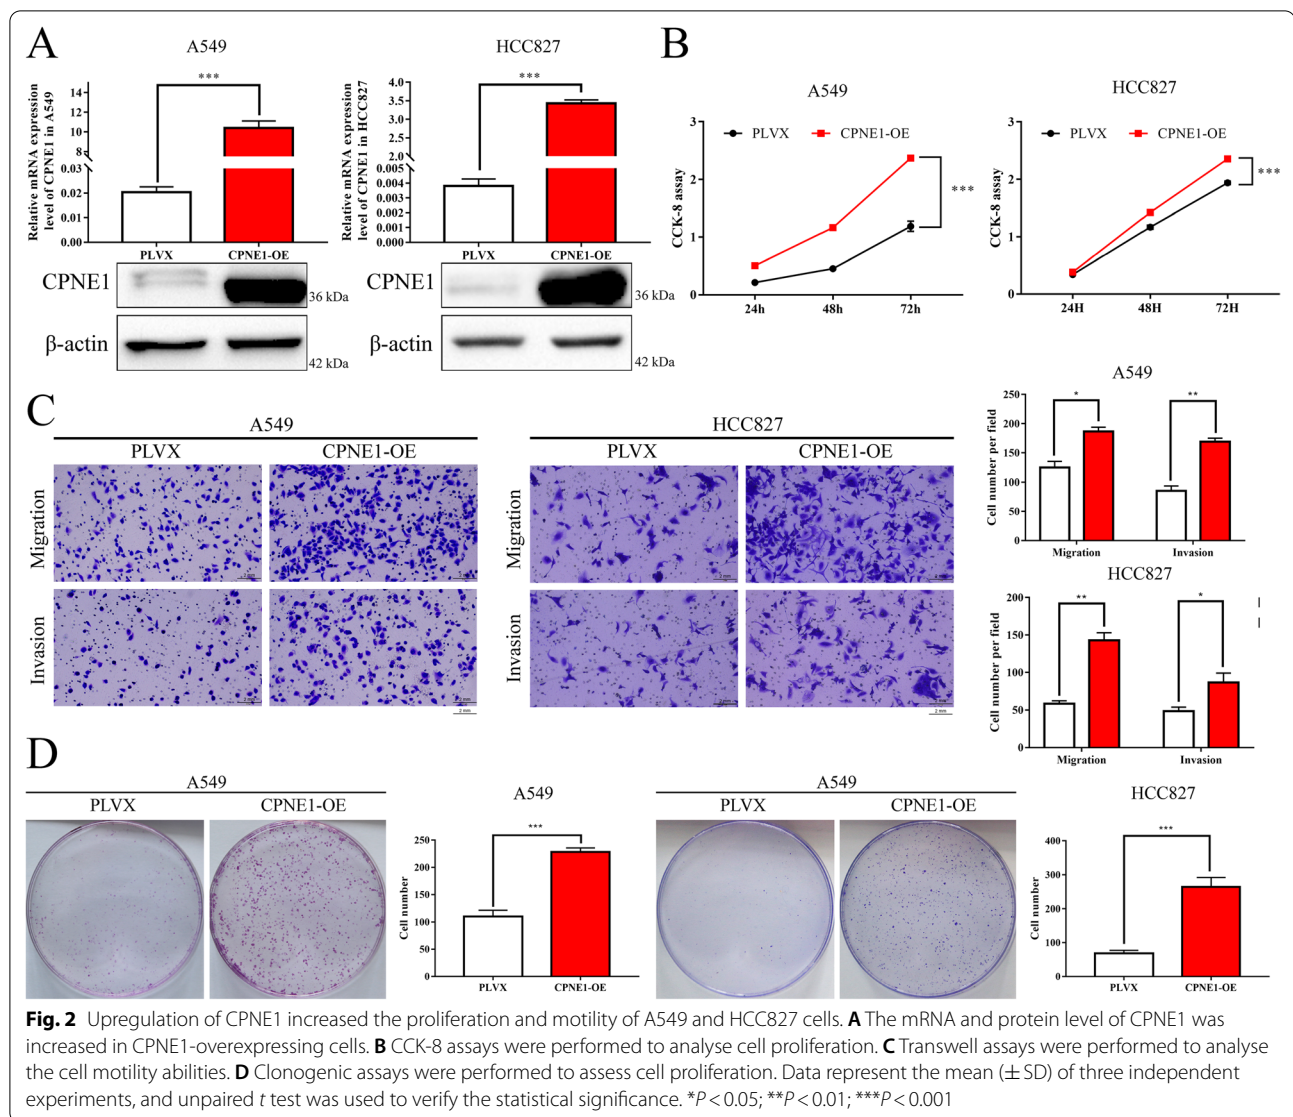 A
A549
Relative mRNA expression
level of CPNE1 in A549
14
12
10
8
0.03
0.02
0.01
0.00
***
PLVX
CPNE1-OE
HCC827
Relative mRNA expression
level of CPNE1 in HCC827
4.0
3.5
3.0
2.5
2.0
0.005
0.004
0.003
0.002
0.001
0.000
***
PLVX
CPNE1-OE
CPNE1
36 kDa
β-actin
42 kDa
CPNE1
36 kDa
β-actin
42 kDa
B
A549
PLVX
CPNE1-OE
CCK-8 assay
3
2
1
0
24h
48h
72h
***
HCC827
PLVX
CPNE1-OE
CCK-8 assay
3
2
1
0
24H
48H
72H
***
C
A549
PLVX
CPNE1-OE
Migration
Invasion
2 mm
HCC827
PLVX
CPNE1-OE
Migration
Invasion
2 mm
A549
Cell number per field
250
200
150
100
50
0
*
**
Migration
Invasion
HCC827
Cell number per field
200
150
100
50
0
**
*
Migration
Invasion
D
A549
PLVX
CPNE1-OE
A549
Cell number
250
200
150
100
50
0
***
PLVX
CPNE1-OE
A549
PLVX
CPNE1-OE
HCC827
Cell number
400
300
200
100
0
***
PLVX
CPNE1-OE
Fig. 2 Upregulation of CPNE1 increased the proliferation and motility of A549 and HCC827 cells. A The mRNA and protein level of CPNE1 was
increased in CPNE1-overexpressing cells. B CCK-8 assays were performed to analyse cell proliferation. C Transwell assays were performed to analyse
the cell motility abilities. D Clonogenic assays were performed to assess cell proliferation. Data represent the mean (± SD) of three independent
experiments, and unpaired t test was used to verify the statistical significance. *P < 0.05; **P < 0.01; ***P < 0.001